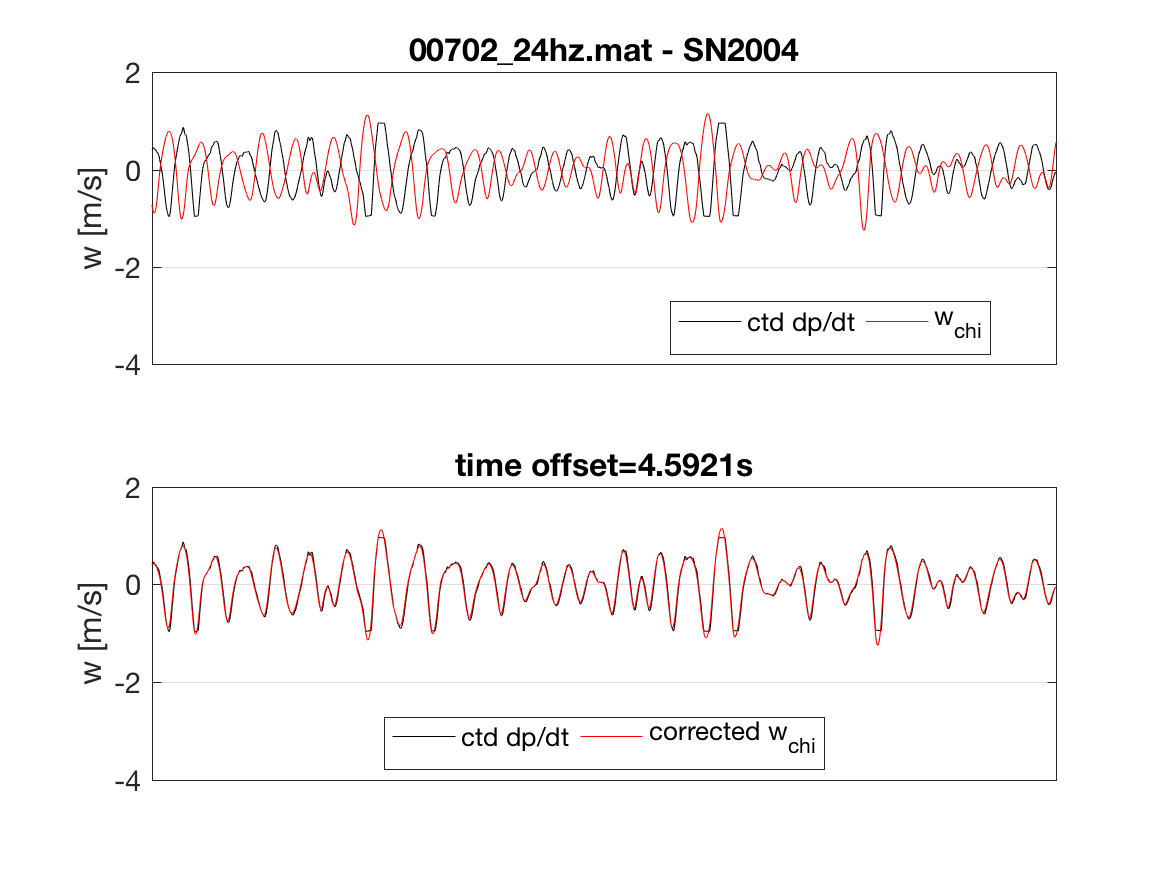 00702_24hz.mat - SN2004
2
0
-2
-4
w [m/s]
ctd dp/dt
w_chi
time offset=4.5921s
2
0
-2
-4
w [m/s]
ctd dp/dt
corrected w_chi